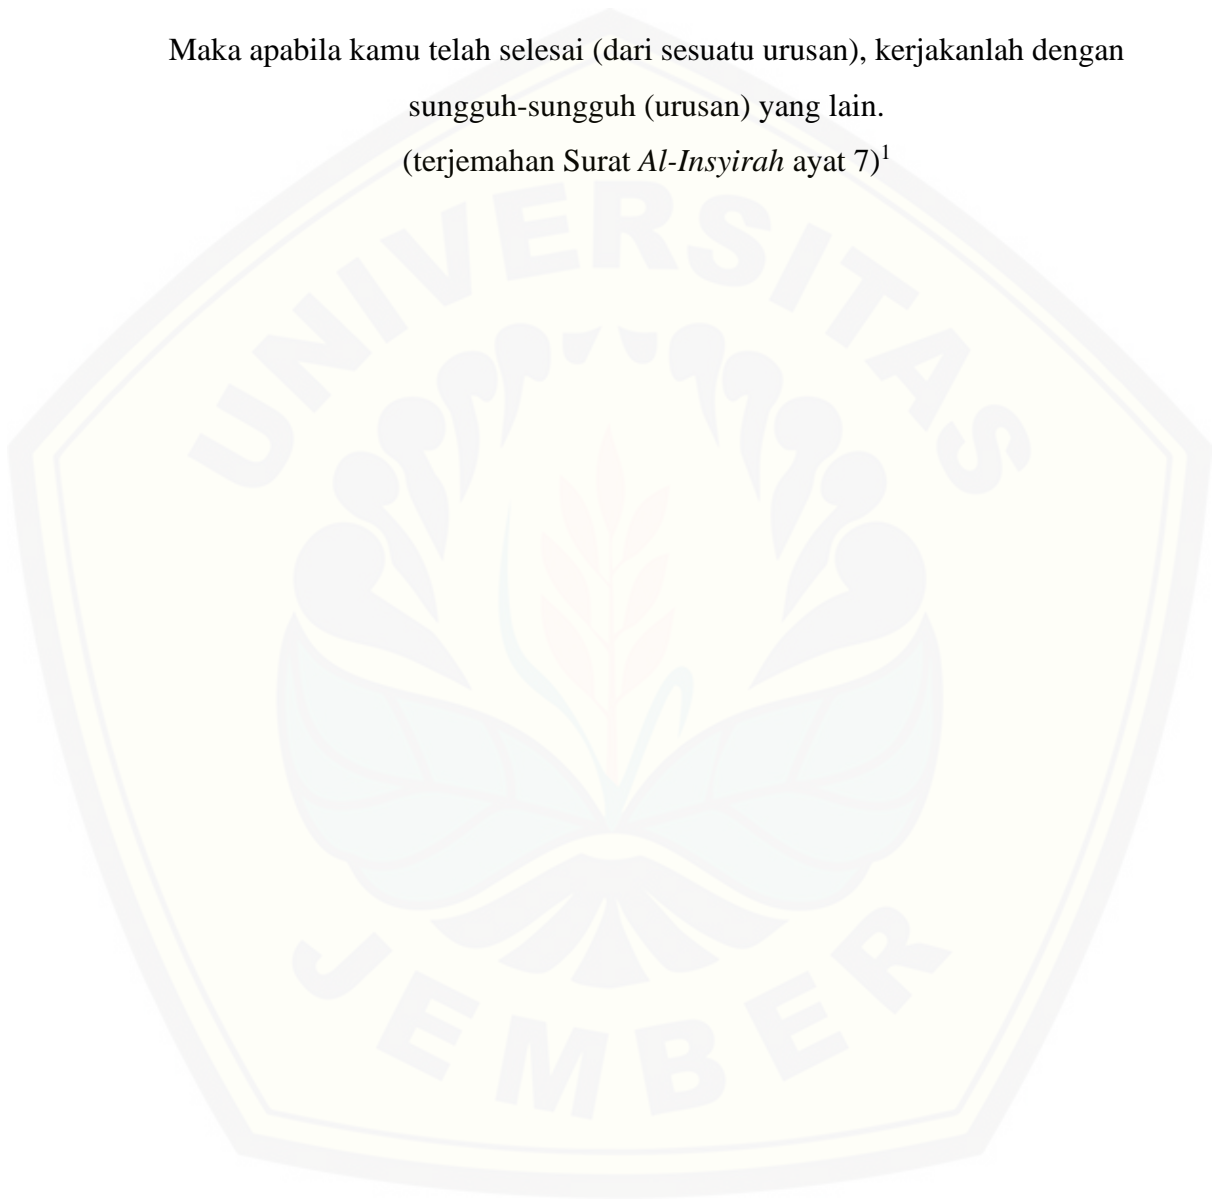 Maka apabila kamu telah selesai (dari sesuatu urusan), kerjakanlah dengan
sungguh-sungguh (urusan) yang lain.
(terjemahan Surat Al-Insyirah ayat 7)¹
UNIVERSITAS
JEMBER